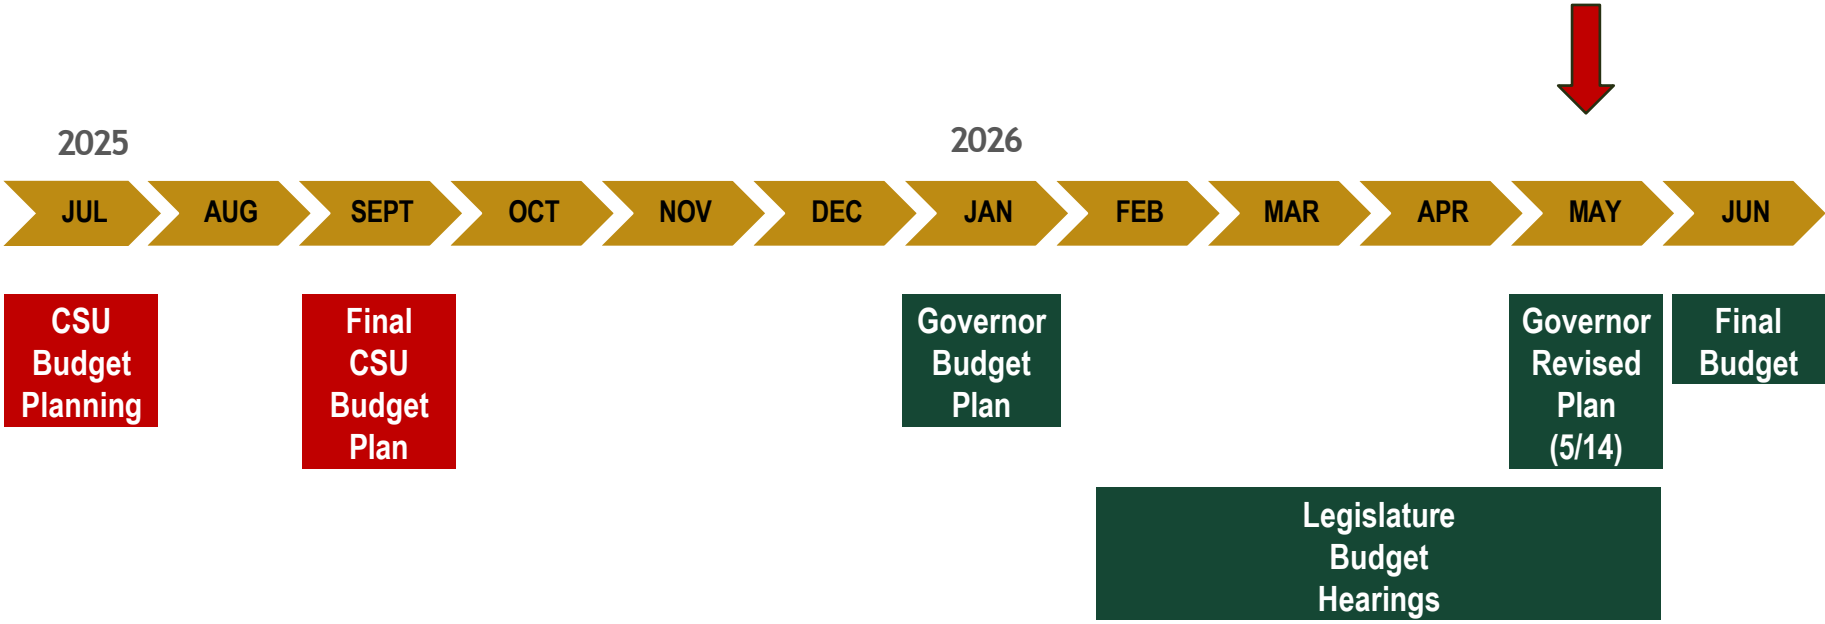 2025
2026
JUL
AUG
SEPT
OCT
NOV
DEC
JAN
FEB
MAR
APR
MAY
JUN
CSU
Budget
Planning
Final
CSU
Budget
Plan
Governor
Budget
Plan
Governor
Revised
Plan
(5/14)
Final
Budget
Legislature
Budget
Hearings